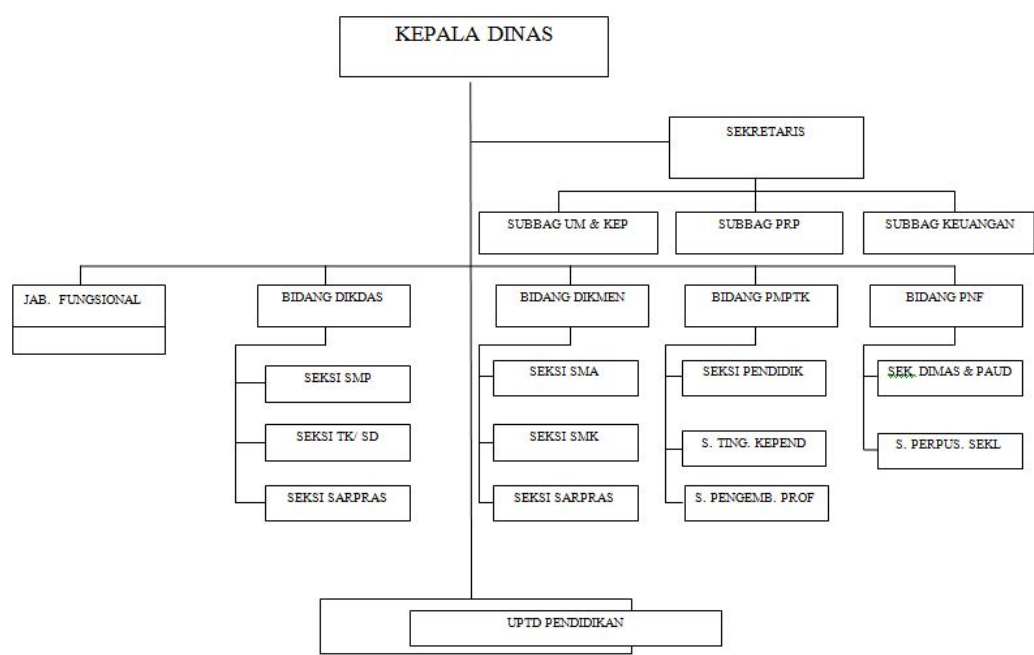 KEPALA DINAS
SEKRETARIS
SUBBAG UM & KEP
SUBBAG PRP
SUBBAG KEUANGAN
JAB. FUNGSIONAL
BIDANG DIKDAS
BIDANG DIKMEN
BIDANG PMPTK
BIDANG PNF
SEKSI SMP
SEKSI TK/ SD
SEKSI SARPRAS
SEKSI SMA
SEKSI SMK
SEKSI SARPRAS
SEKSI PENDIDIK
S. TING. KEPEND
S. PENGEMB. PROF
SEK. DIMAS & PAUD
S. PERPUS. SEKL
UPTD PENDIDIKAN